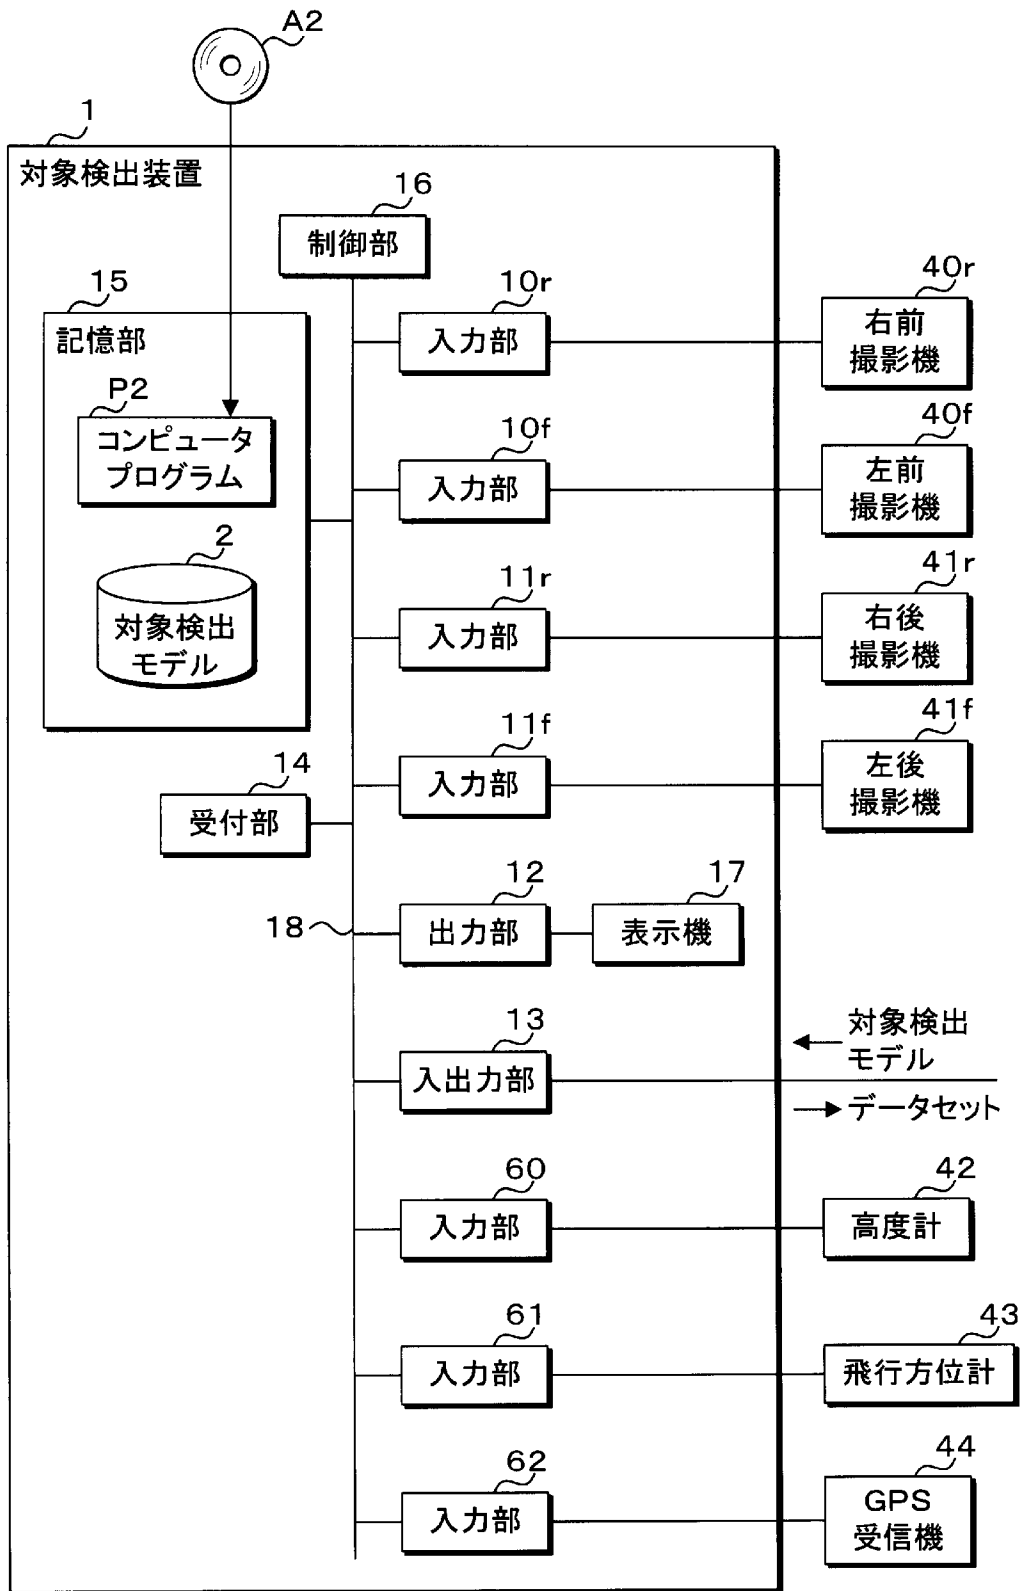 A2
1
対象検出装置
16
制御部
15
記憶部
P2
コンピュータ
プログラム
2
対象検出
モデル
10r
入力部
40r
右前
撮影機
10f
入力部
40f
左前
撮影機
11r
入力部
41r
右後
撮影機
11f
入力部
41f
左後
撮影機
14
受付部
12
出力部
17
表示機
18
13
入出力部
対象検出
モデル
データセット
60
入力部
42
高度計
61
入力部
43
飛行方位計
62
入力部
44
GPS
受信機